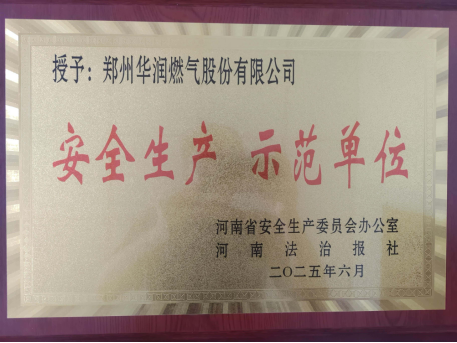 授予：郑州华润燃气股份有限公司
安全生产 示范单位
河南省安全生产委员会办公室
河南法治报社
二〇二五年六月